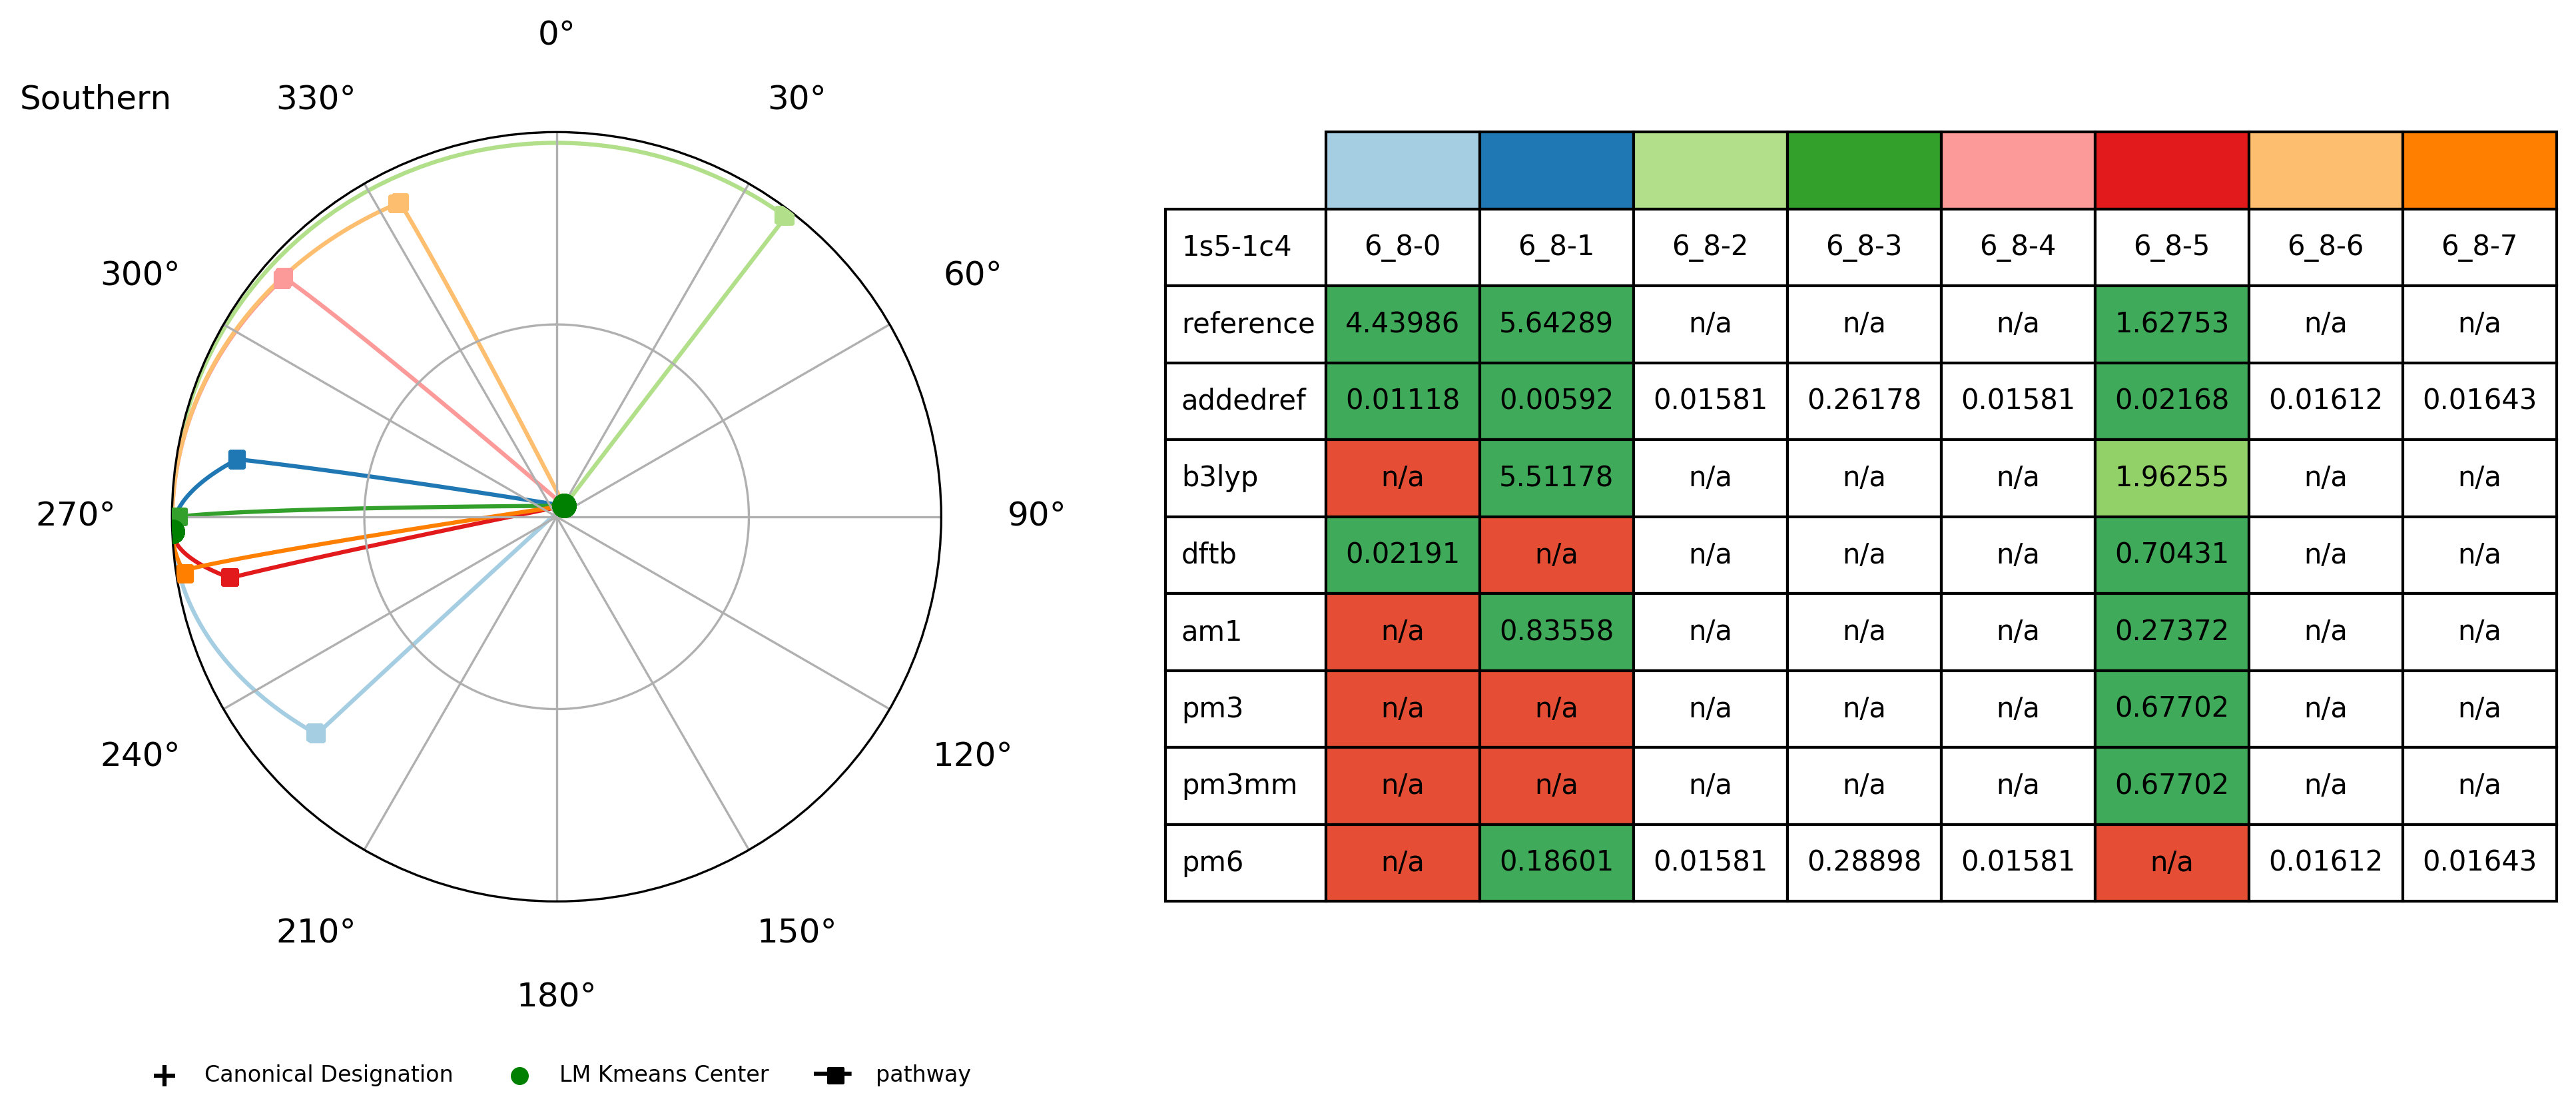 0°
Southern 330° 30°
300° 60°
270° 90°
240° 120°
210° 150°
180°
+ Canonical Designation LM Kmeans Center pathway
1s5-1c4 6_8-0 6_8-1 6_8-2 6_8-3 6_8-4 6_8-5 6_8-6 6_8-7
reference 4.43986 5.64289 n/a n/a n/a 1.62753 n/a n/a
addedref 0.01118 0.00592 0.01581 0.26178 0.01581 0.02168 0.01612 0.01643
b3lyp n/a 5.51178 n/a n/a n/a 1.96255 n/a n/a
dftb 0.02191 n/a n/a n/a n/a 0.70431 n/a n/a
am1 n/a 0.83558 n/a n/a n/a 0.27372 n/a n/a
pm3 n/a n/a n/a n/a n/a 0.67702 n/a n/a
pm3mm n/a n/a n/a n/a n/a 0.67702 n/a n/a
pm6 n/a 0.18601 0.01581 0.28898 0.01581 n/a 0.01612 0.01643